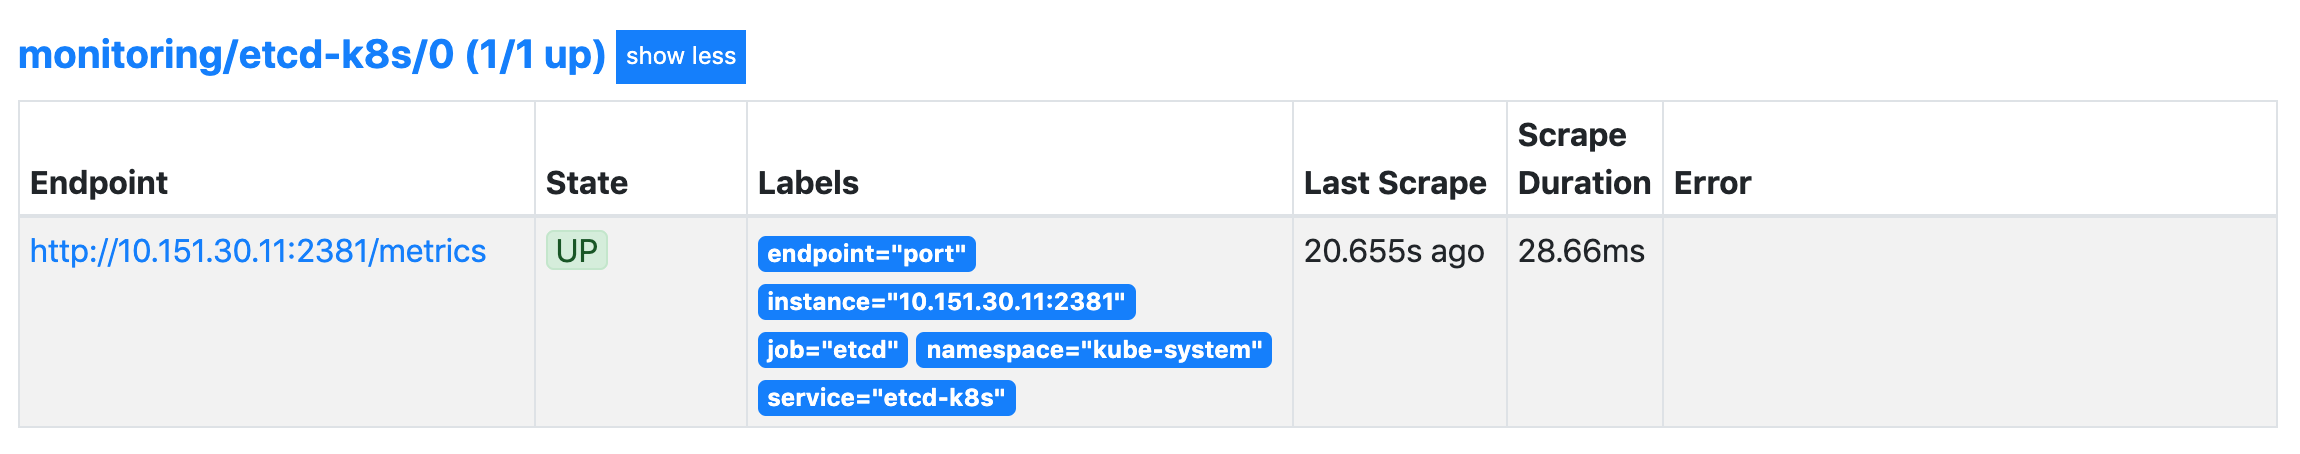 monitoring/etcd-k8s/0 (1/1 up) show less
Endpoint State Labels Last Scrape Scrape Duration Error
http://10.151.30.11:2381/metrics UP endpoint="port" 20.655s ago 28.66ms
instance="10.151.30.11:2381"
job="etcd" namespace="kube-system"
service="etcd-k8s"